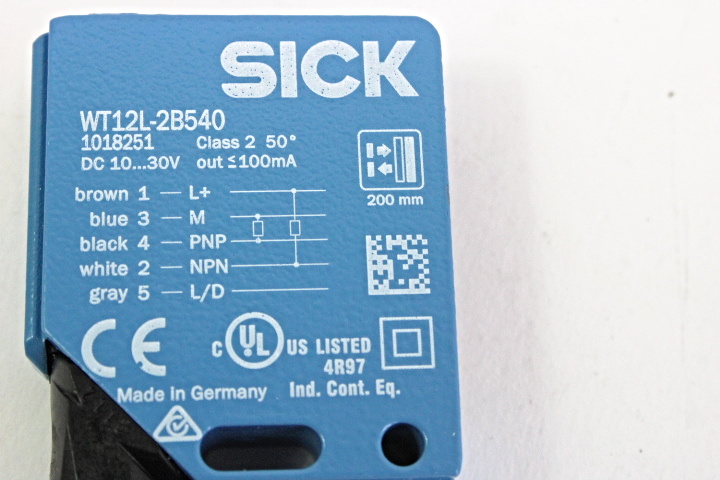 SICK
WT12L-2B540
1018251 Class 2 50°
DC 10...30V out ≤100mA
200 mm
brown 1 — L+
blue 3 — M
black 4 — PNP
white 2 — NPN
gray 5 — L/D
CE
C UL US LISTED
4R97
Made in Germany Ind. Cont. Eq.